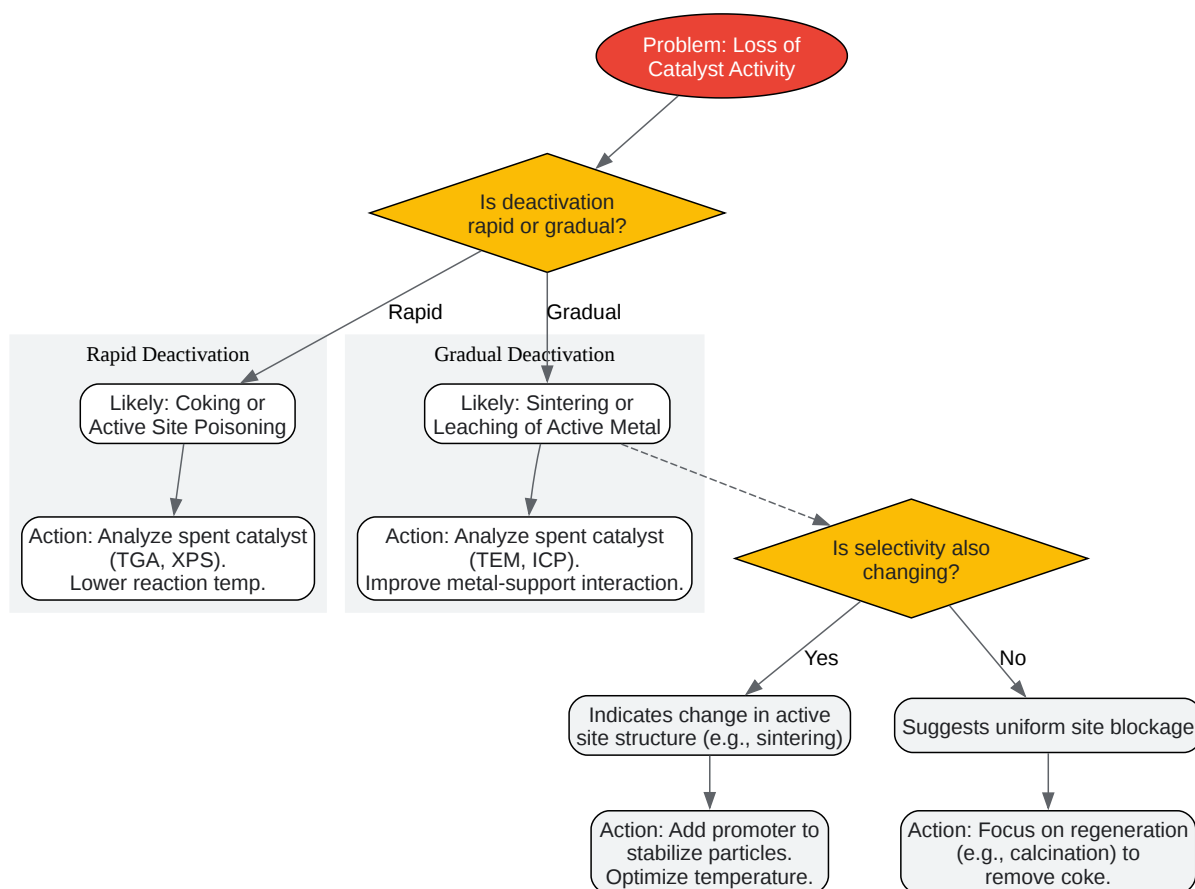 Problem: Loss of
Catalyst Activity
Is deactivation
rapid or gradual?
Rapid
Gradual
Rapid Deactivation
Gradual Deactivation
Likely: Coking or
Active Site Poisoning
Likely: Sintering or
Leaching of Active Metal
Action: Analyze spent catalyst
(TGA, XPS).
Lower reaction temp.
Action: Analyze spent catalyst
(TEM, ICP).
Improve metal-support interaction.
Is selectivity also
changing?
Yes
No
Indicates change in active
site structure (e.g., sintering)
Suggests uniform site blockage
Action: Add promoter to
stabilize particles.
Optimize temperature.
Action: Focus on regeneration
(e.g., calcination) to
remove coke.